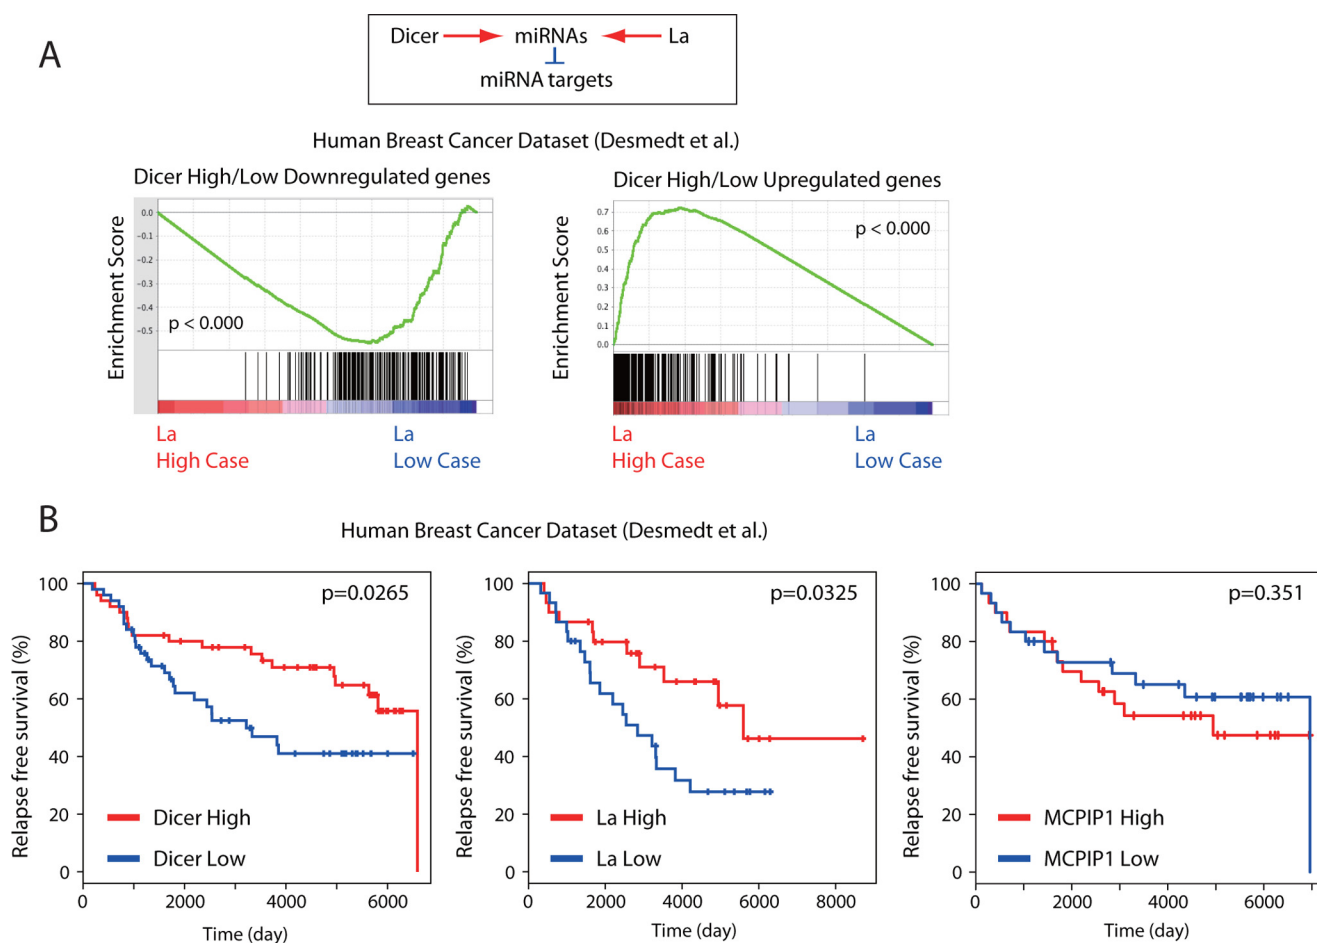 A
Dicer miRNAs La
miRNA targets
Human Breast Cancer Dataset (Desmedt et al.)
Dicer High/Low Downregulated genes
Enrichment Score
0.0
-0.1
-0.2
-0.3
-0.4
-0.5
p < 0.000
La
High Case
La
Low Case
Dicer High/Low Upregulated genes
Enrichment Score
0.7
0.6
0.5
0.4
0.3
0.2
0.1
0.0
p < 0.000
La
High Case
La
Low Case
B
Human Breast Cancer Dataset (Desmedt et al.)
Relapse free survival (%)
100
80
60
40
20
0
p=0.0265
Dicer High
Dicer Low
0 2000 4000 6000
Time (day)
Relapse free survival (%)
100
80
60
40
20
0
p=0.0325
La High
La Low
0 2000 4000 6000 8000
Time (day)
Relapse free survival (%)
100
80
60
40
20
0
p=0.351
MCPIP1 High
MCPIP1 Low
0 2000 4000 6000
Time (day)